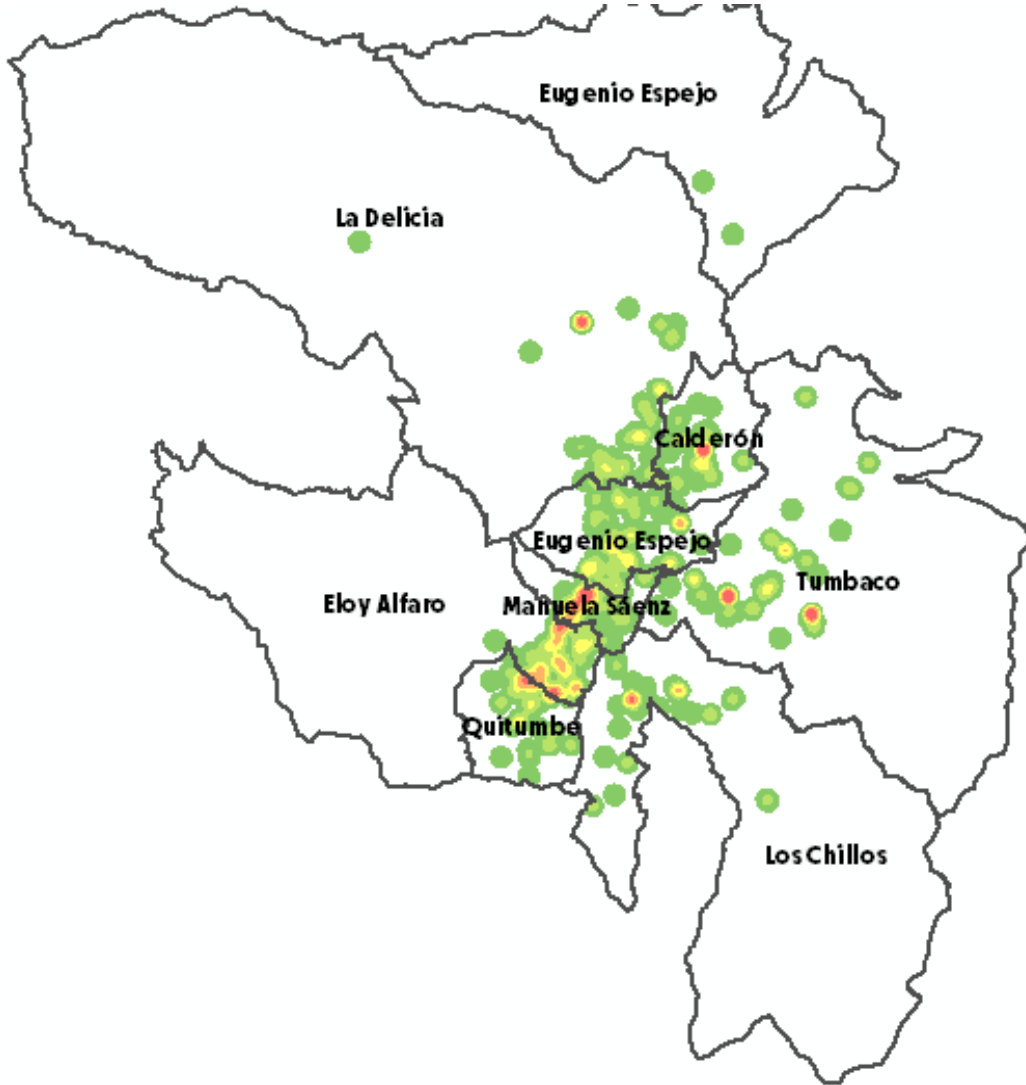 Eugenio Espejo
La Delicia
Calderón
Eugenio Espejo
Tumbaco
Eloy Alfaro
Manuela Sáenz
Quitumbe
Los Chillos